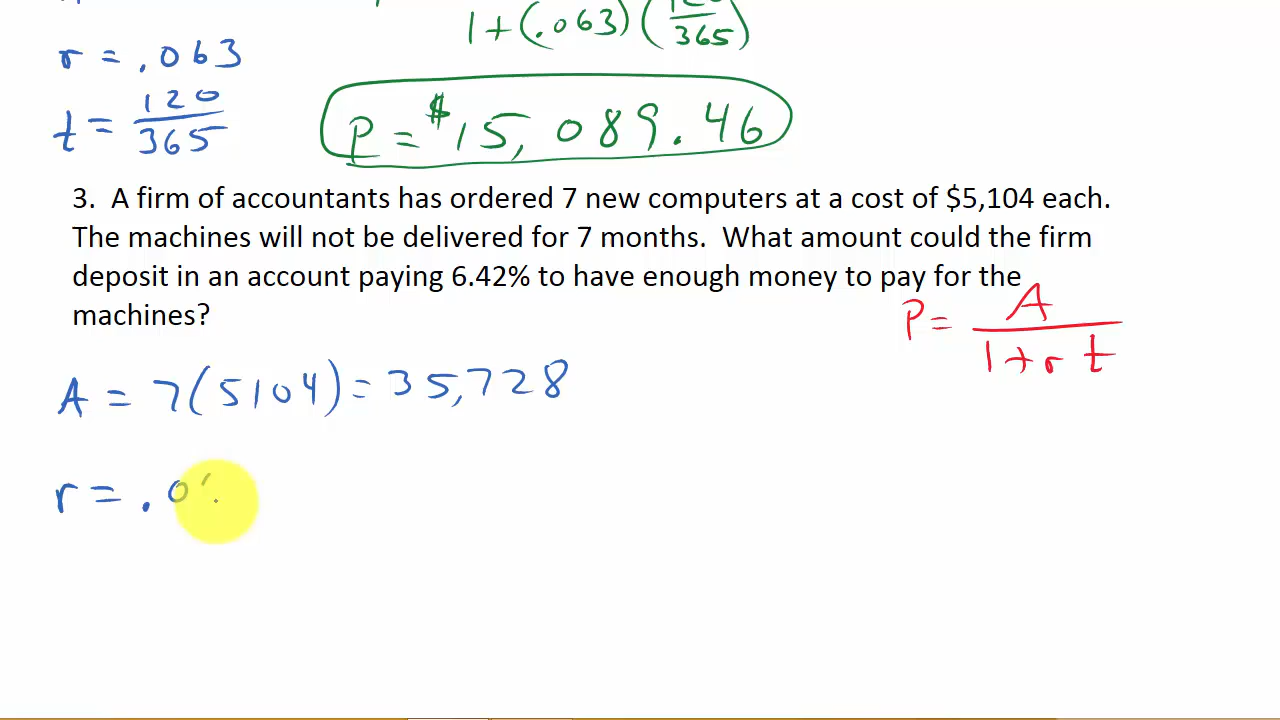 1 + (.063) (120/365)
r = .063
t = 120/365
P = $15,089.46
3. A firm of accountants has ordered 7 new computers at a cost of $5,104 each.
The machines will not be delivered for 7 months. What amount could the firm
deposit in an account paying 6.42% to have enough money to pay for the
machines?
P = A / 1 + r t
A = 7(5104) = 35,728
r = .0